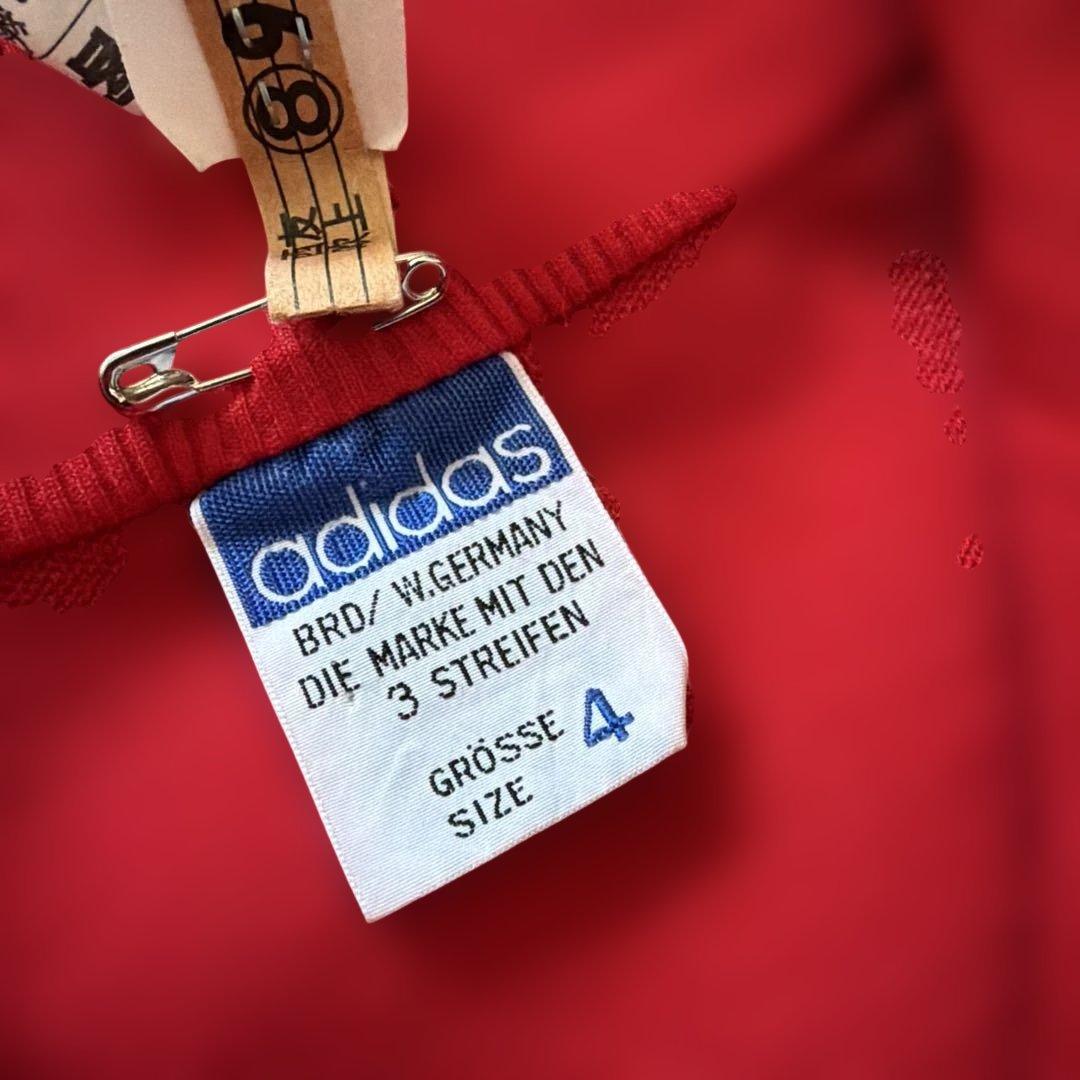 adidas
BRD/ W.GERMANY
DIE MARKE MIT DEN
3 STREIFEN
GRÖSSE 4
SIZE